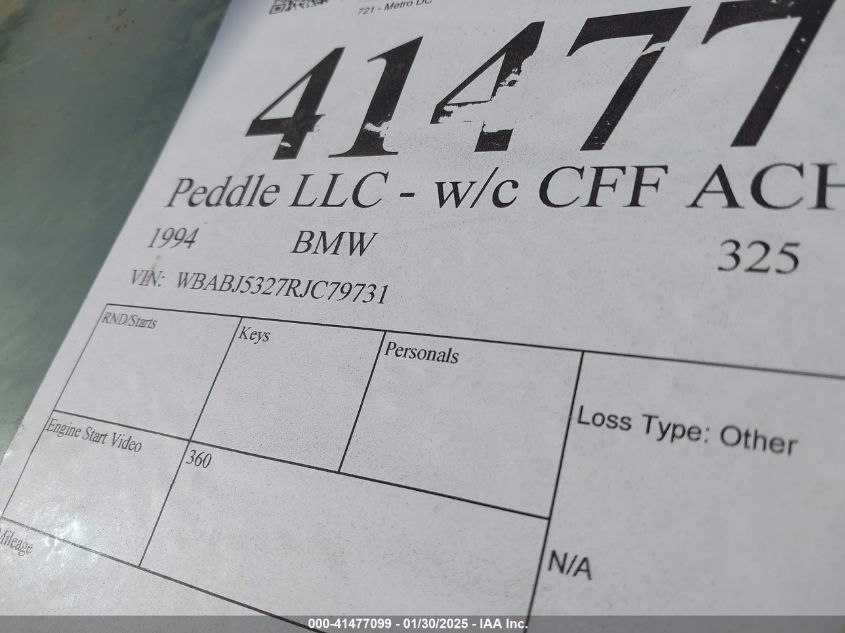 721 - Metro DC
41477
Peddle LLC - w/c CFF ACH
1994 BMW 325
VIN: WBABJ5327RJC79731
RND/Starts Keys Personals
Loss Type: Other
Engine Start Video 360
N/A
Mileage
000-41477099 - 01/30/2025 - IAA Inc.